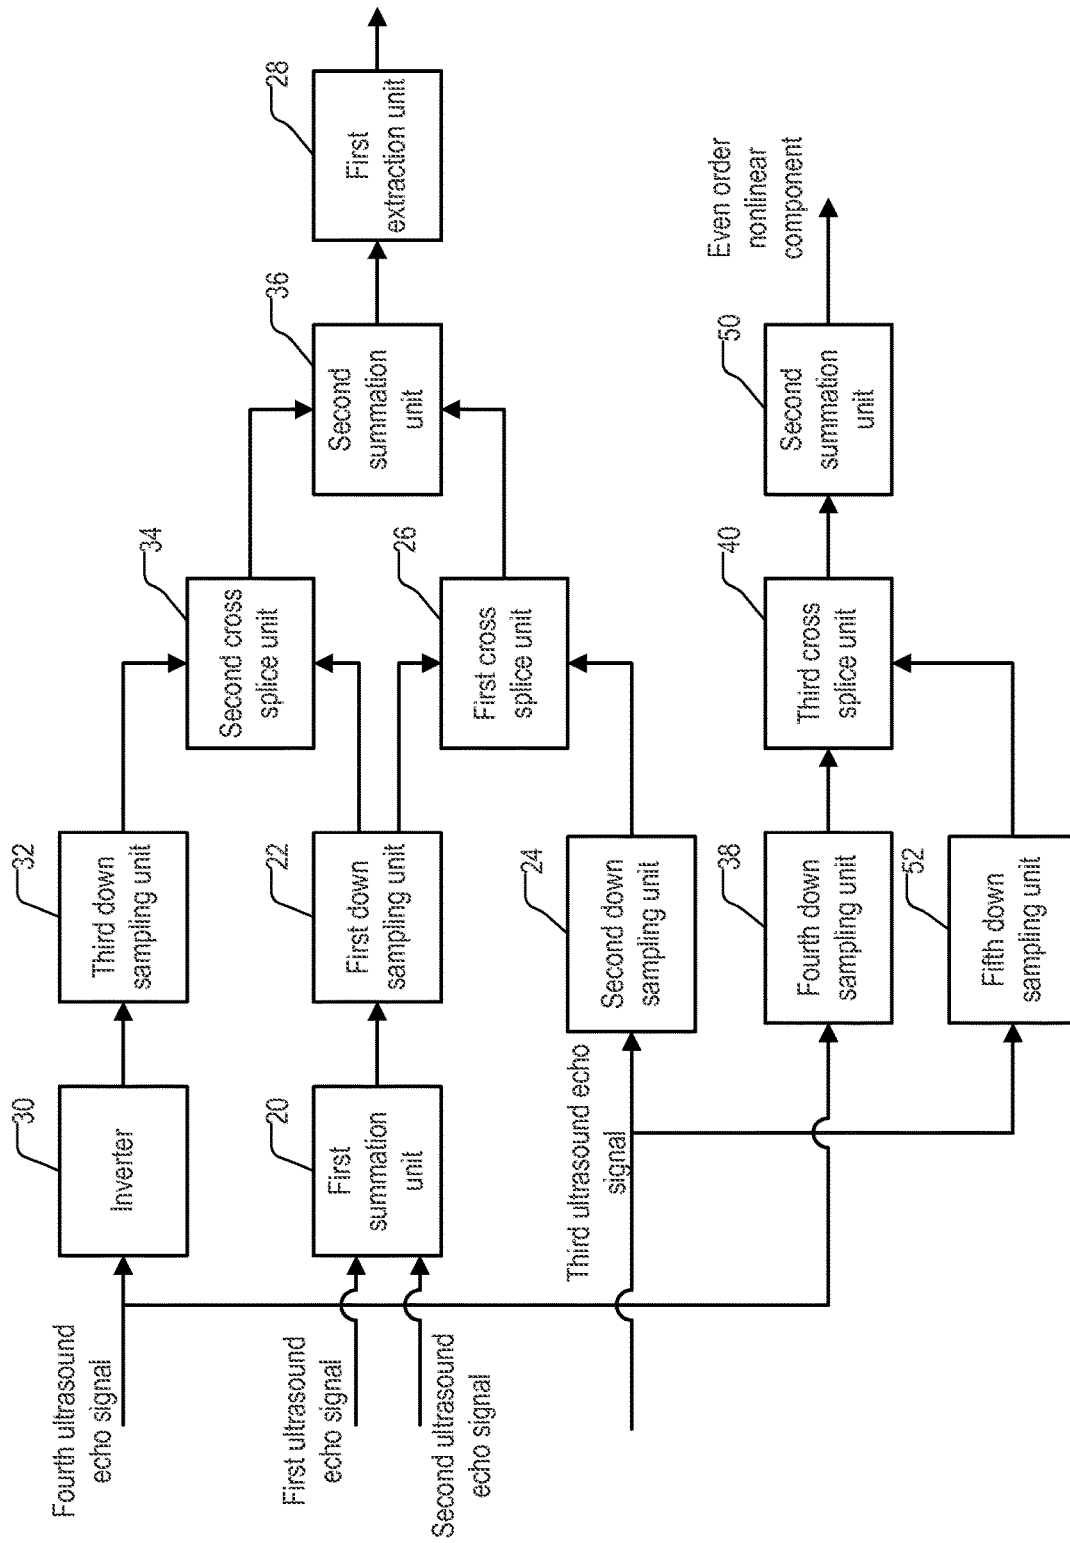 Fourth ultrasound
echo signal
30
Inverter
32
Third down
sampling unit
34
Second cross
splice unit
First ultrasound
echo signal
Second ultrasound
echo signal
20
First
summation
unit
22
First down
sampling unit
26
First cross
splice unit
36
Second
summation
unit
28
First
extraction unit
Third ultrasound echo
signal
24
Second down
sampling unit
38
Fourth down
sampling unit
40
Third cross
splice unit
50
Second
summation
unit
Even order
nonlinear
component
52
Fifth down
sampling unit